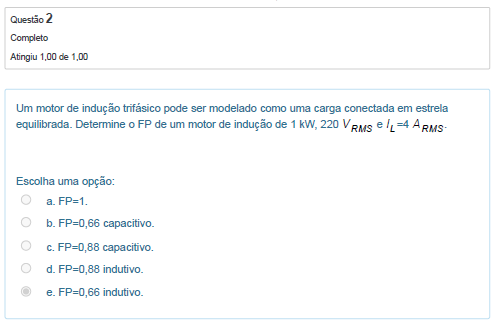 Questão 2
Completo
Atingiu 1,00 de 1,00
Um motor de indução trifásico pode ser modelado como uma carga conectada em estrela
equilibrada. Determine o FP de um motor de indução de 1 kW, 220 V RMS e I L=4 A RMS.
Escolha uma opção:
a. FP=1.
b. FP=0,66 capacitivo.
c. FP=0,88 capacitivo.
d. FP=0,88 indutivo.
e. FP=0,66 indutivo.